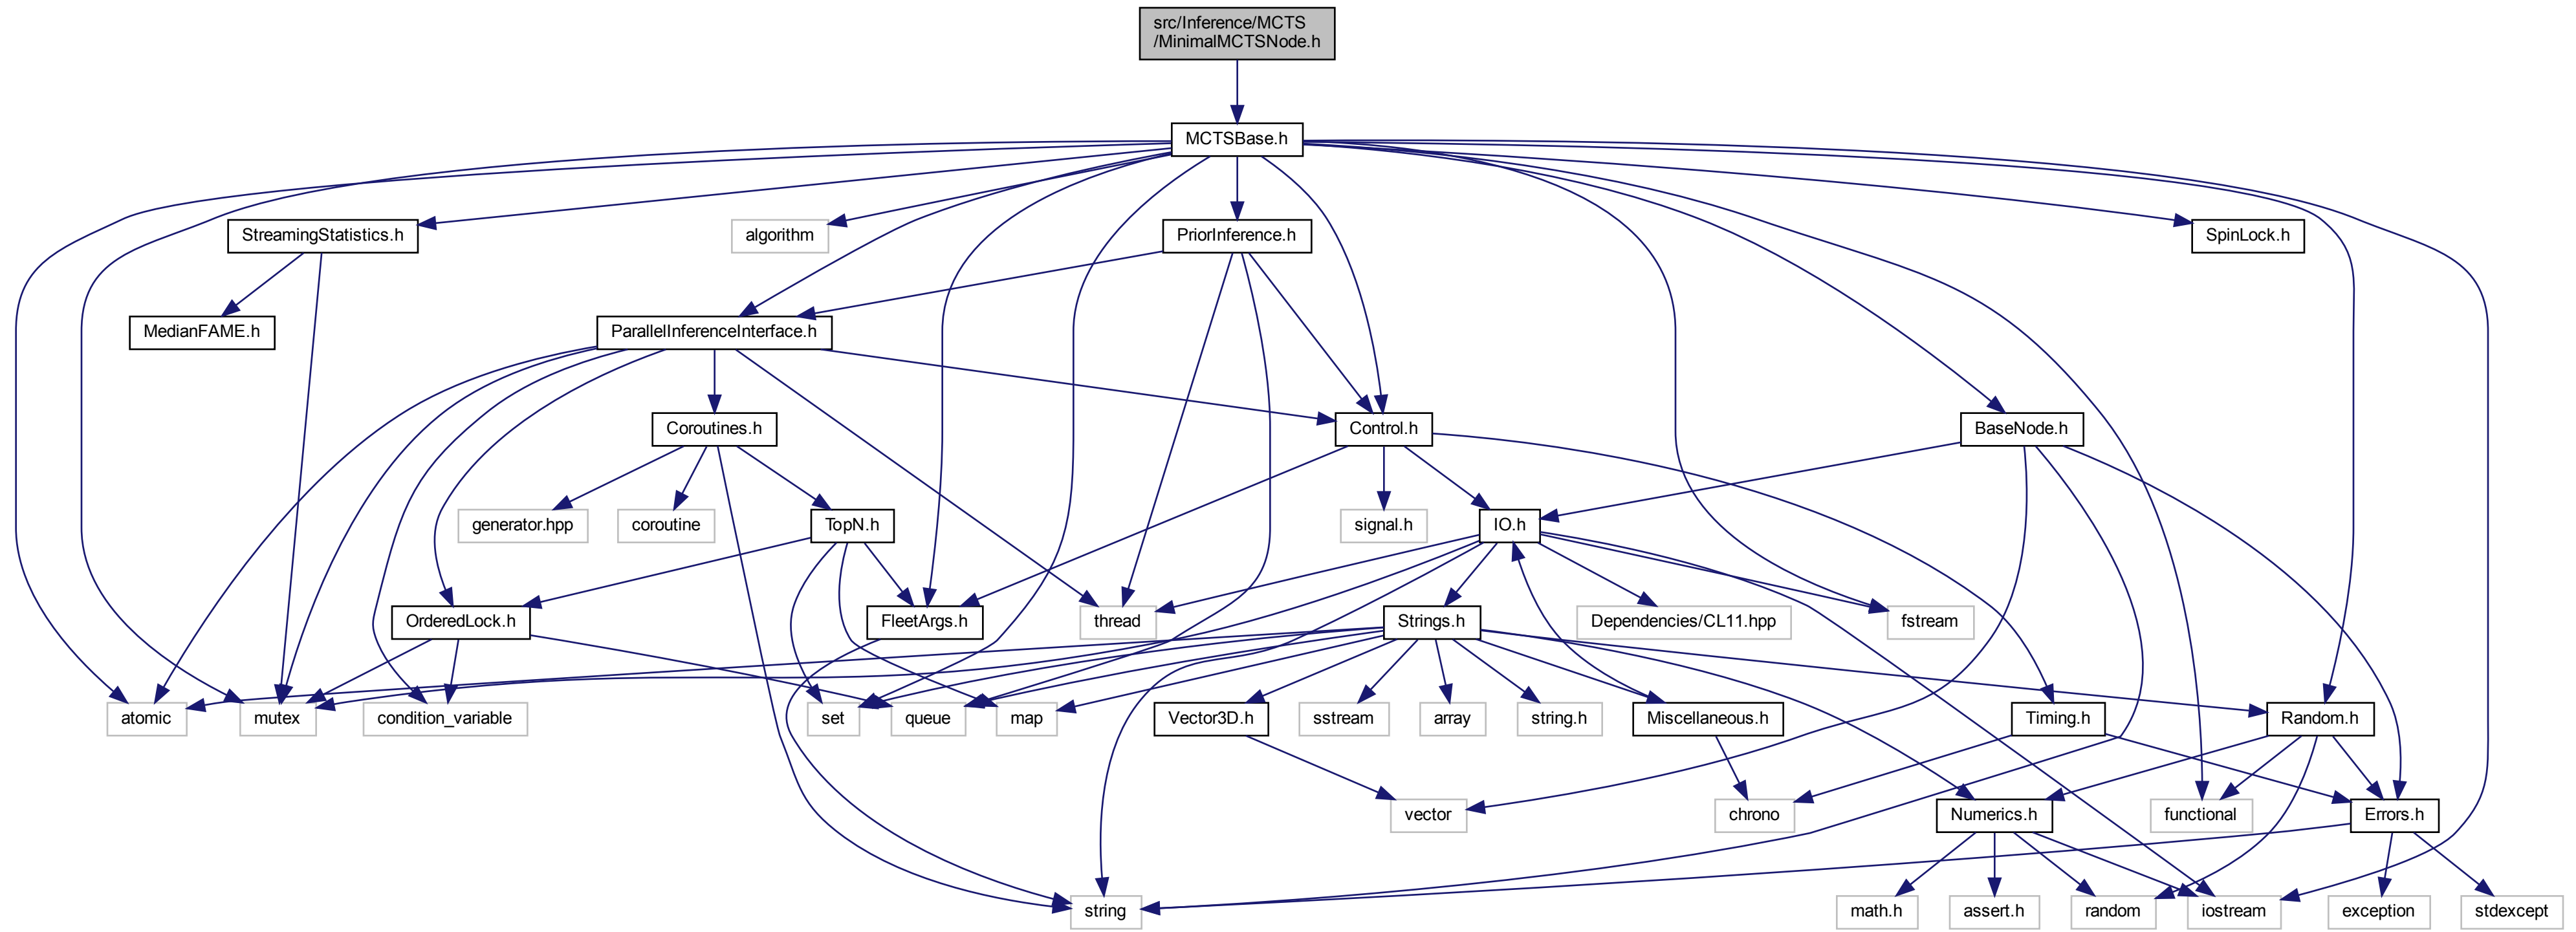 src/Inference/MCTS
/MinimalMCTSNode.h
MCTSBase.h
StreamingStatistics.h
algorithm
PriorInference.h
SpinLock.h
MedianFAME.h
ParallelInferenceInterface.h
Coroutines.h
Control.h
BaseNode.h
generator.hpp
coroutine
TopN.h
signal.h
IO.h
OrderedLock.h
FleetArgs.h
thread
Strings.h
Dependencies/CL11.hpp
fstream
atomic
mutex
condition_variable
set
queue
map
Vector3D.h
sstream
array
string.h
Miscellaneous.h
Timing.h
Random.h
vector
chrono
Numerics.h
functional
Errors.h
string
math.h
assert.h
random
iostream
exception
stdexcept